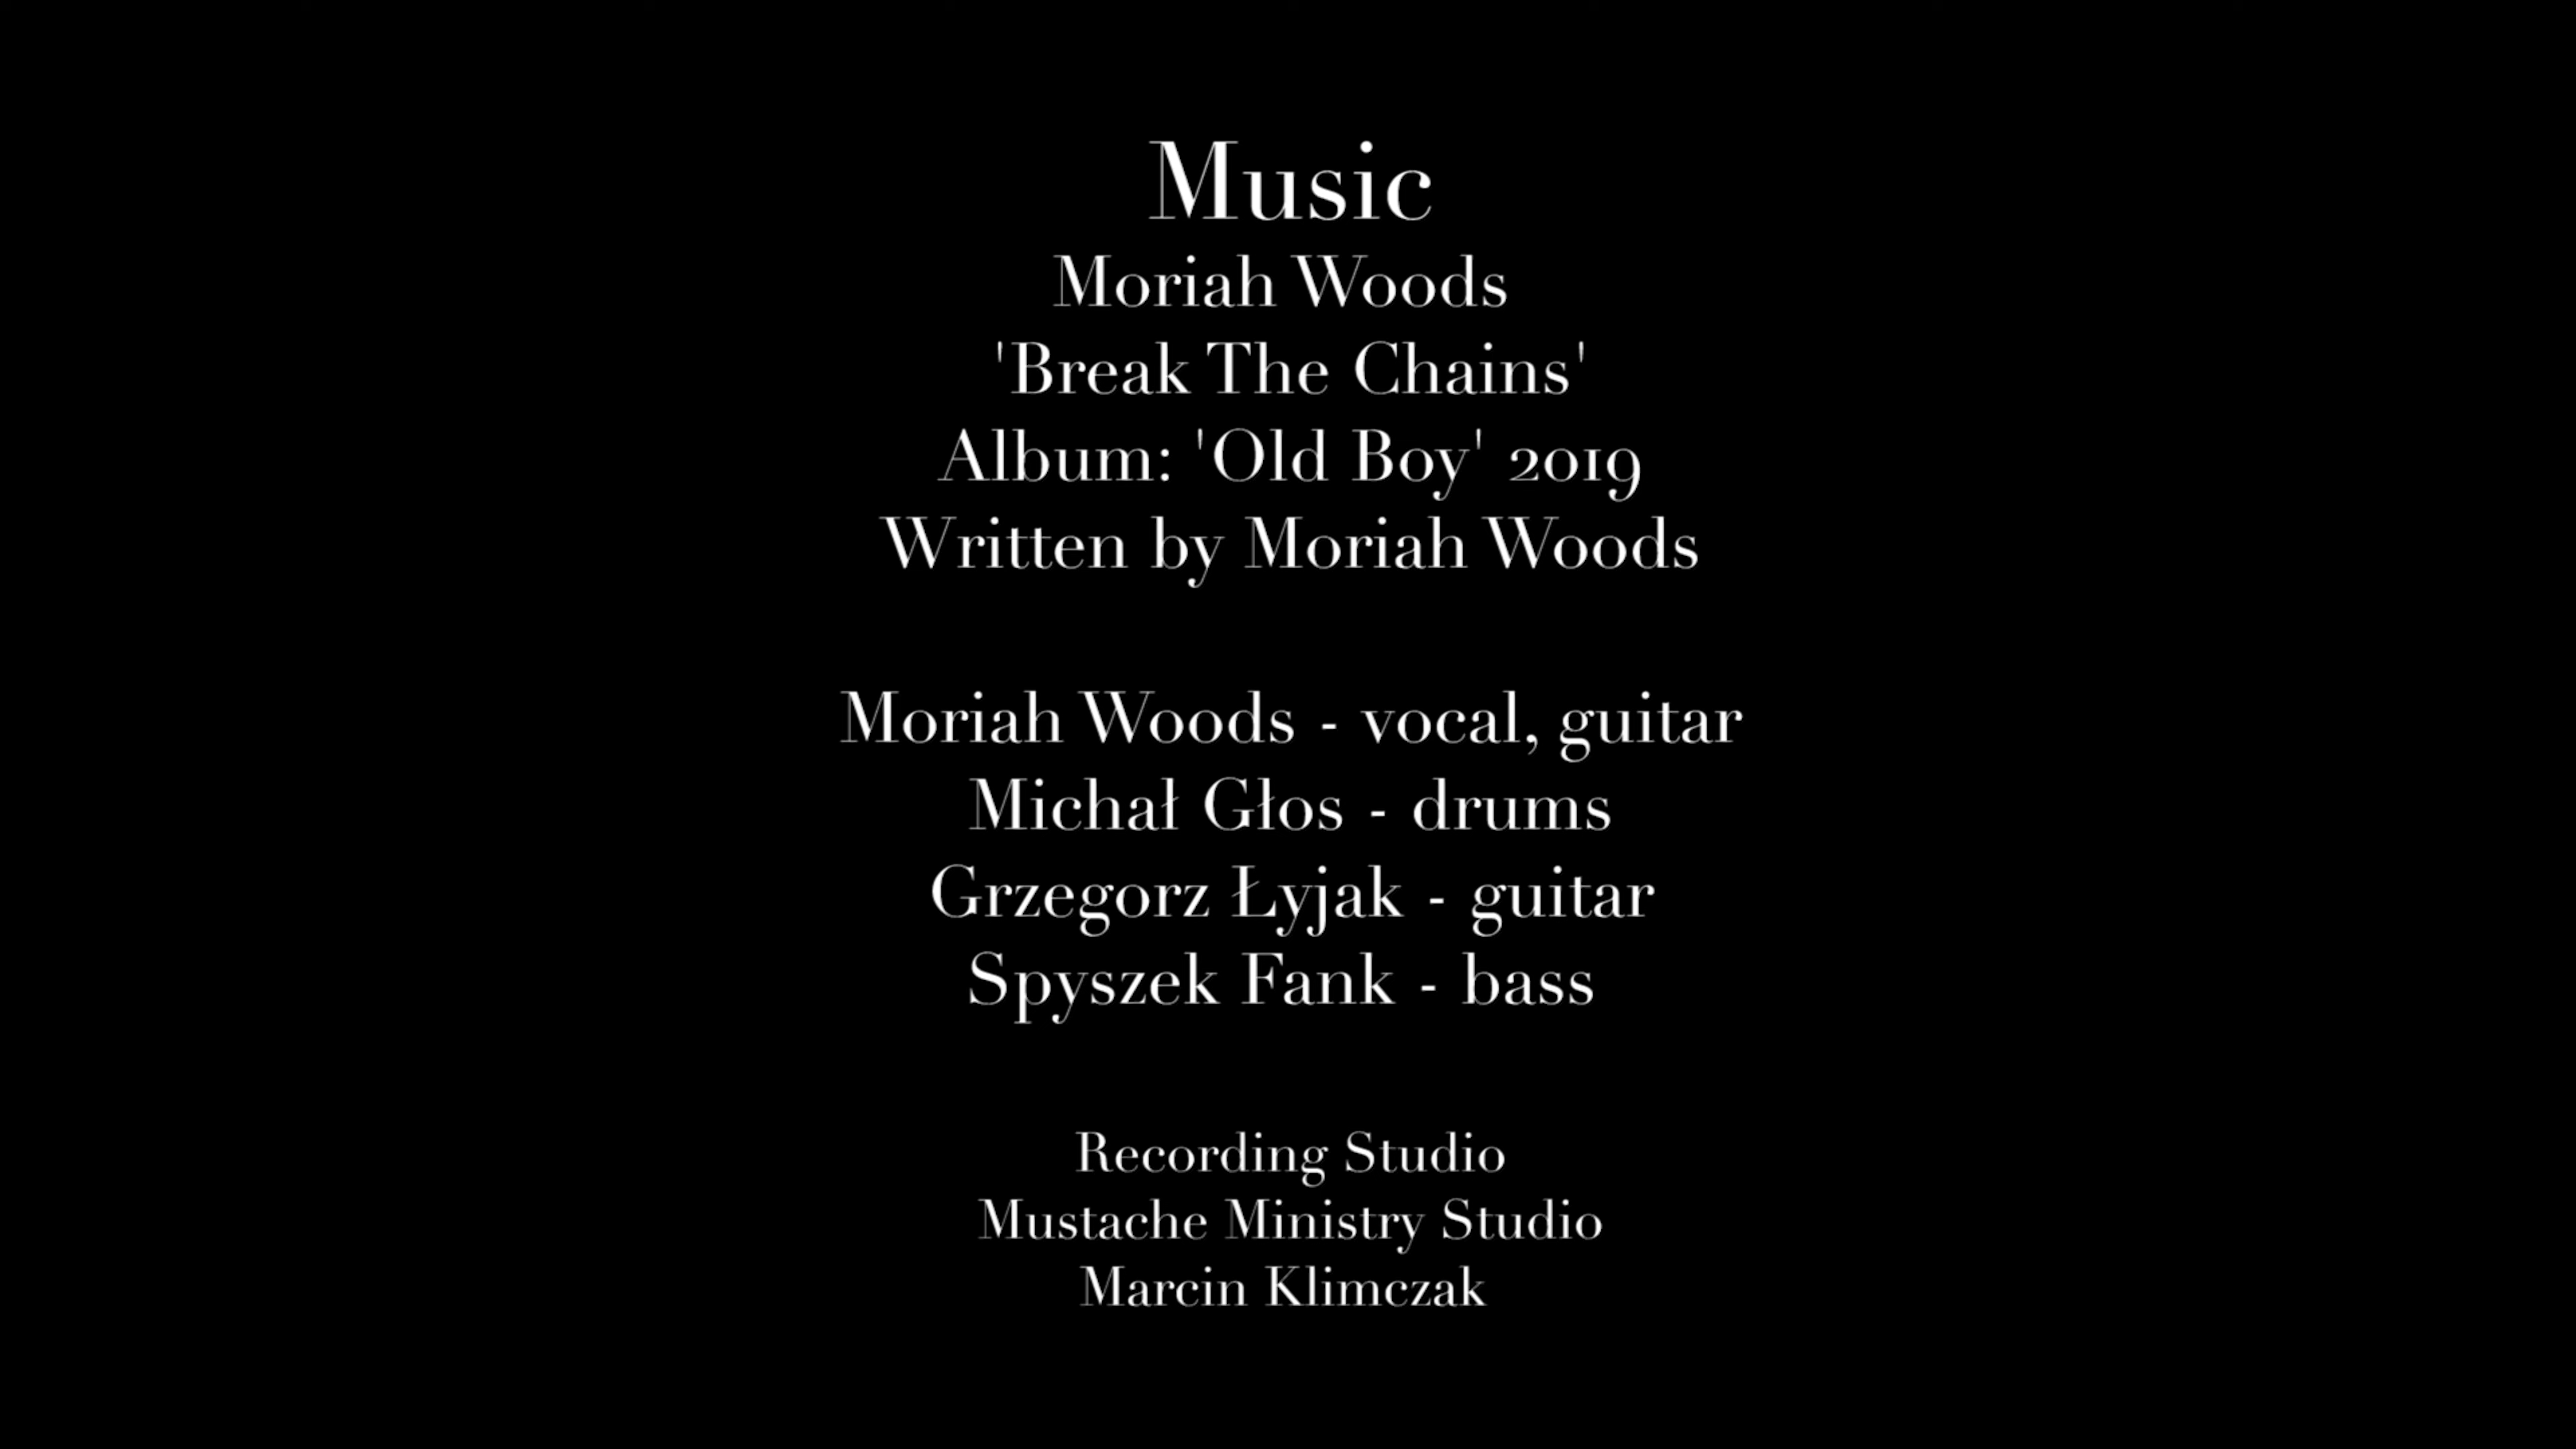 Music
Moriah Woods
'Break The Chains'
Album: 'Old Boy' 2019
Written by Moriah Woods
Moriah Woods - vocal, guitar
Michał Głos - drums
Grzegorz Łyjak - guitar
Spyszek Fank - bass
Recording Studio
Mustache Ministry Studio
Marcin Klimczak